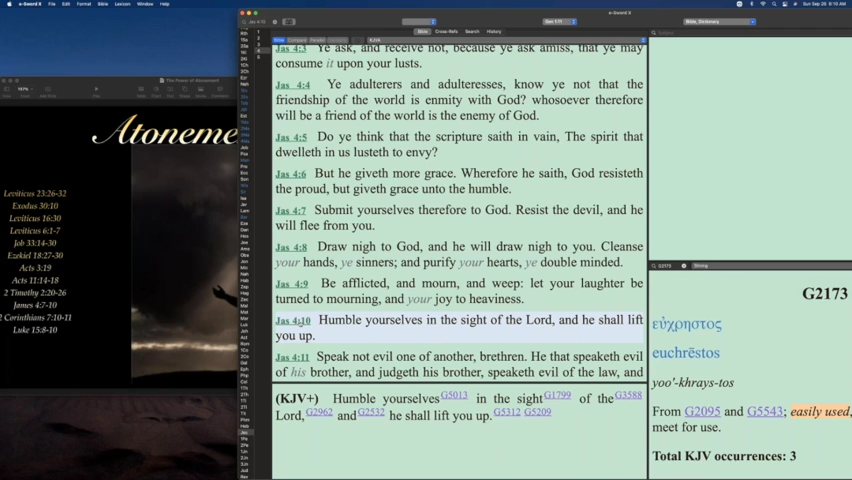 e-Sword X File Edit Format Bible Window Help
Sun Sep 26 8:10 AM
e-Sword X
Bible, Dictionary
Bible Cross-Refs Search History
Bible Compare Parallel
KJV
The Power of Atonement
Atoneme
Leviticus 23:26-32
Exodus 30:10
Leviticus 16:30
Leviticus 6:1-7
Job 33:14-30
Ezekiel 18:27-30
Acts 3:19
Acts 11:14-18
2 Timothy 2:20-26
James 4:7-10
2 Corinthians 7:10-11
Luke 15:8-10
Jas 4:3 Ye ask, and receive not, because ye ask amiss, that ye may
consume it upon your lusts.
Jas 4:4 Ye adulterers and adulteresses, know ye not that the
friendship of the world is enmity with God? whosoever therefore
will be a friend of the world is the enemy of God.
Jas 4:5 Do ye think that the scripture saith in vain, The spirit that
dwelleth in us lusteth to envy?
Jas 4:6 But he giveth more grace. Wherefore he saith, God resisteth
the proud, but giveth grace unto the humble.
Jas 4:7 Submit yourselves therefore to God. Resist the devil, and he
will flee from you.
Jas 4:8 Draw nigh to God, and he will draw nigh to you. Cleanse
your hands, ye sinners; and purify your hearts, ye double minded.
Jas 4:9 Be afflicted, and mourn, and weep: let your laughter be
turned to mourning, and your joy to heaviness.
Jas 4:10 Humble yourselves in the sight of the Lord, and he shall lift
you up.
Jas 4:11 Speak not evil one of another, brethren. He that speaketh evil
of his brother, and judgeth his brother, speaketh evil of the law, and
(KJV+) Humble yourselves G5013 in the sight G1799 of the G3588
Lord, G2962 and G2532 he shall lift you up. G5312 G5209
G2173
G2173
εὔχρηστος
euchrēstos
yoo'-khrays-tos
From G2095 and G5543; easily used,
meet for use.
Total KJV occurrences: 3